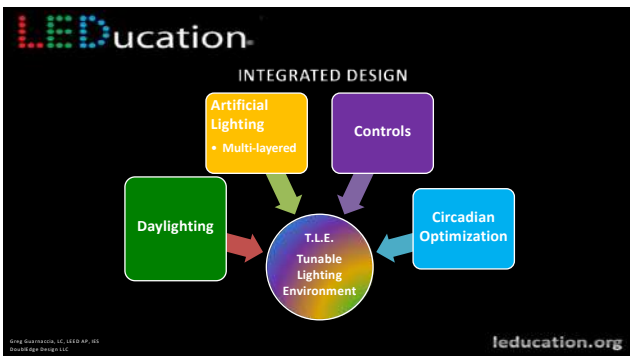 LEDucation
INTEGRATED DESIGN
Artificial
Lighting
• Multi-layered
Controls
Daylighting
Circadian
Optimization
T.L.E.
Tunable
Lighting
Environment
Greg Guarnaccia, LC, LEED AP, IES
DoublEdge Design LLC
leducation.org